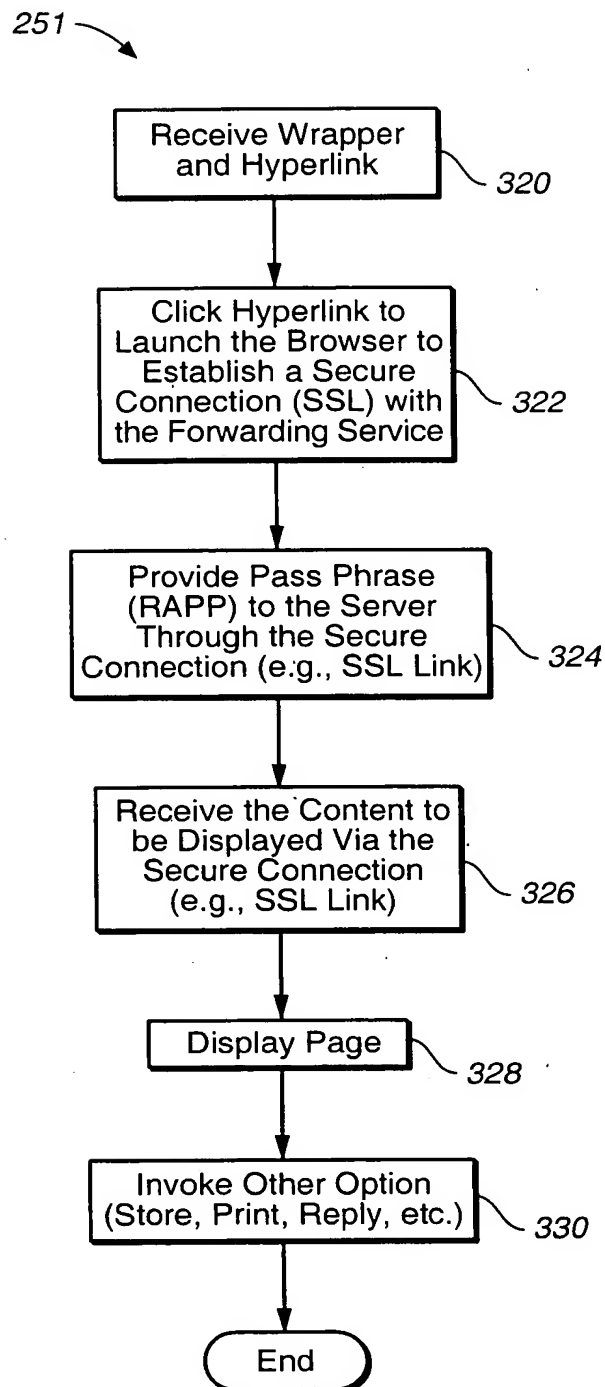 251
Receive Wrapper
and Hyperlink
320
Click Hyperlink to
Launch the Browser to
Establish a Secure
Connection (SSL) with
the Forwarding Service
322
Provide Pass Phrase
(RAPP) to the Server
Through the Secure
Connection (e.g., SSL Link)
324
Receive the Content to
be Displayed Via the
Secure Connection
(e.g., SSL Link)
326
Display Page
328
Invoke Other Option
(Store, Print, Reply, etc.)
330
End